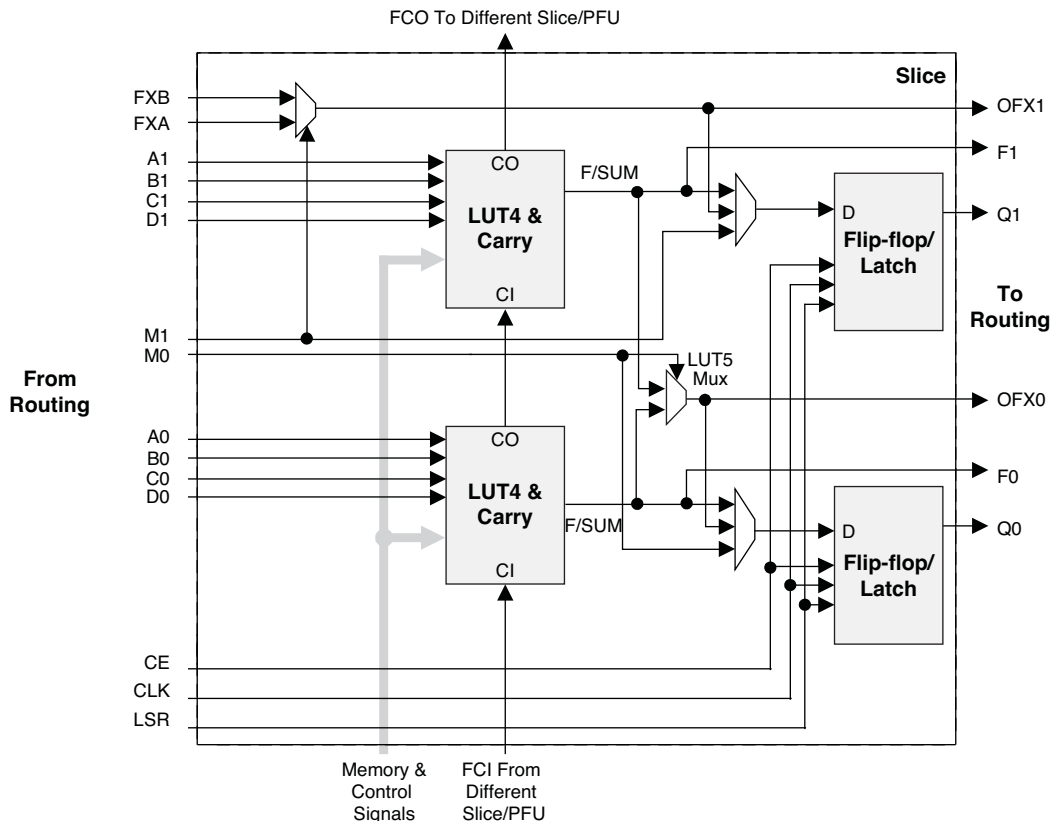 FCO To Different Slice/PFU
Slice
FXB
FXA
OFX1
F1
A1
B1
C1
D1
CO
LUT4 &
Carry
CI
F/SUM
D
Flip-flop/
Latch
Q1
To
Routing
M1
M0
From
Routing
LUT5
Mux
OFX0
A0
B0
C0
D0
CO
LUT4 &
Carry
CI
F/SUM
F0
D
Flip-flop/
Latch
Q0
CE
CLK
LSR
Memory &
Control
Signals
FCI From
Different
Slice/PFU